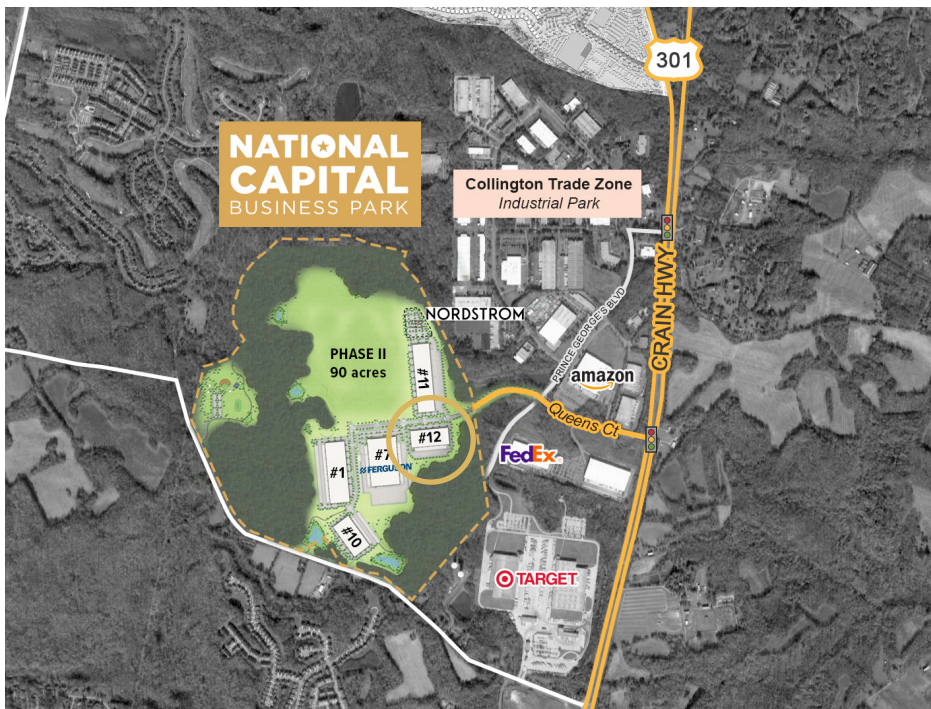 301
NATIONAL
CAPITAL
BUSINESS PARK
Collington Trade Zone
Industrial Park
CRAIN HWY
PRINCE GEORGE'S BLVD
NORDSTROM
PHASE II
90 acres
#11
amazon
Queens Ct
#12
#7
FERGUSON
#1
FedEx
#10
TARGET